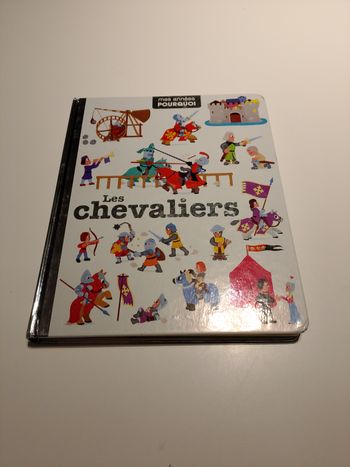 mes années
POURQUOI
Les
chevaliers